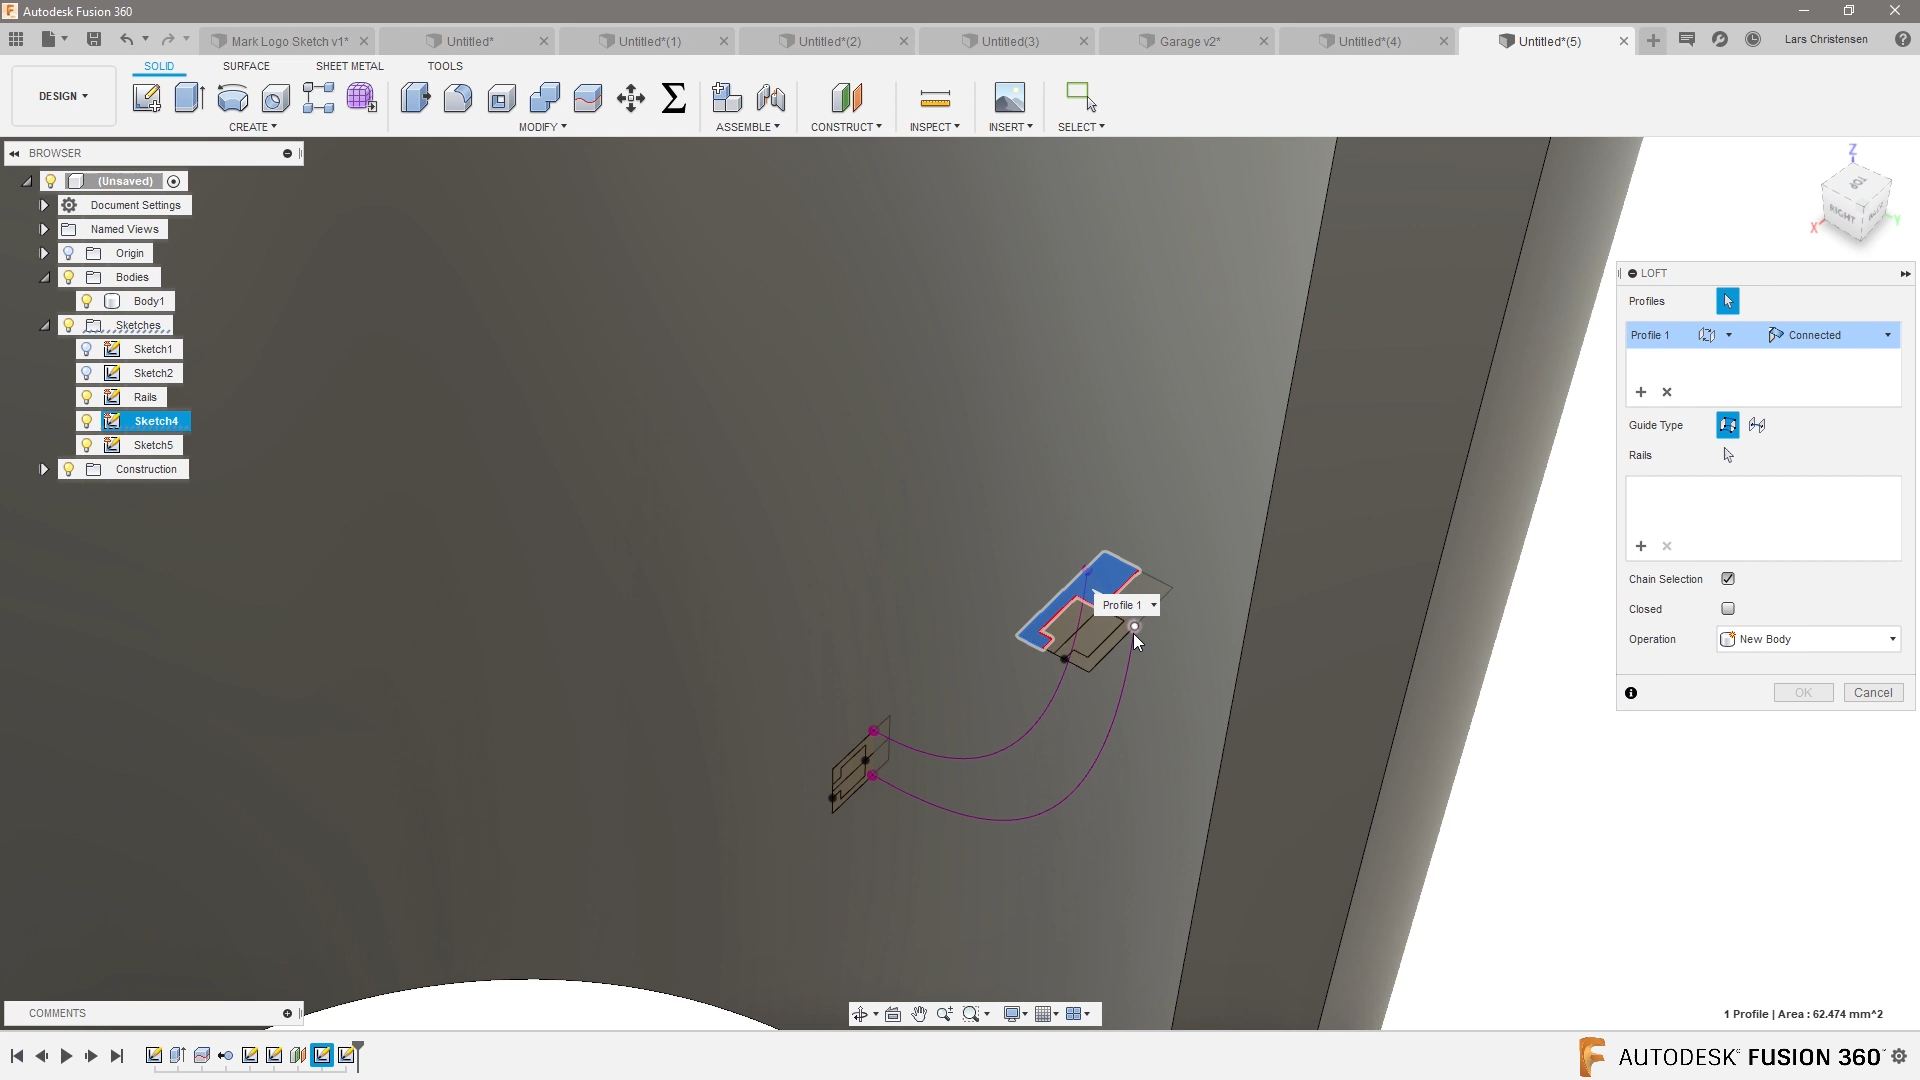 Autodesk Fusion 360
Mark Logo Sketch v1*
Untitled*
Untitled*(1)
Untitled*(2)
Untitled(3)
Garage v2*
Untitled*(4)
Untitled*(5)
Lars Christensen
DESIGN
SOLID
SURFACE
SHEET METAL
TOOLS
CREATE
MODIFY
ASSEMBLE
CONSTRUCT
INSPECT
INSERT
SELECT
BROWSER
(Unsaved)
Document Settings
Named Views
Origin
Bodies
Body1
Sketches
Sketch1
Sketch2
Rails
Sketch4
Sketch5
Construction
Z
TOP
RIGHT
X
Y
LOFT
Profiles
Profile 1
Connected
Guide Type
Rails
Chain Selection
Closed
Operation
New Body
OK
Cancel
Profile 1
COMMENTS
1 Profile | Area : 62.474 mm^2
AUTODESK® FUSION 360™